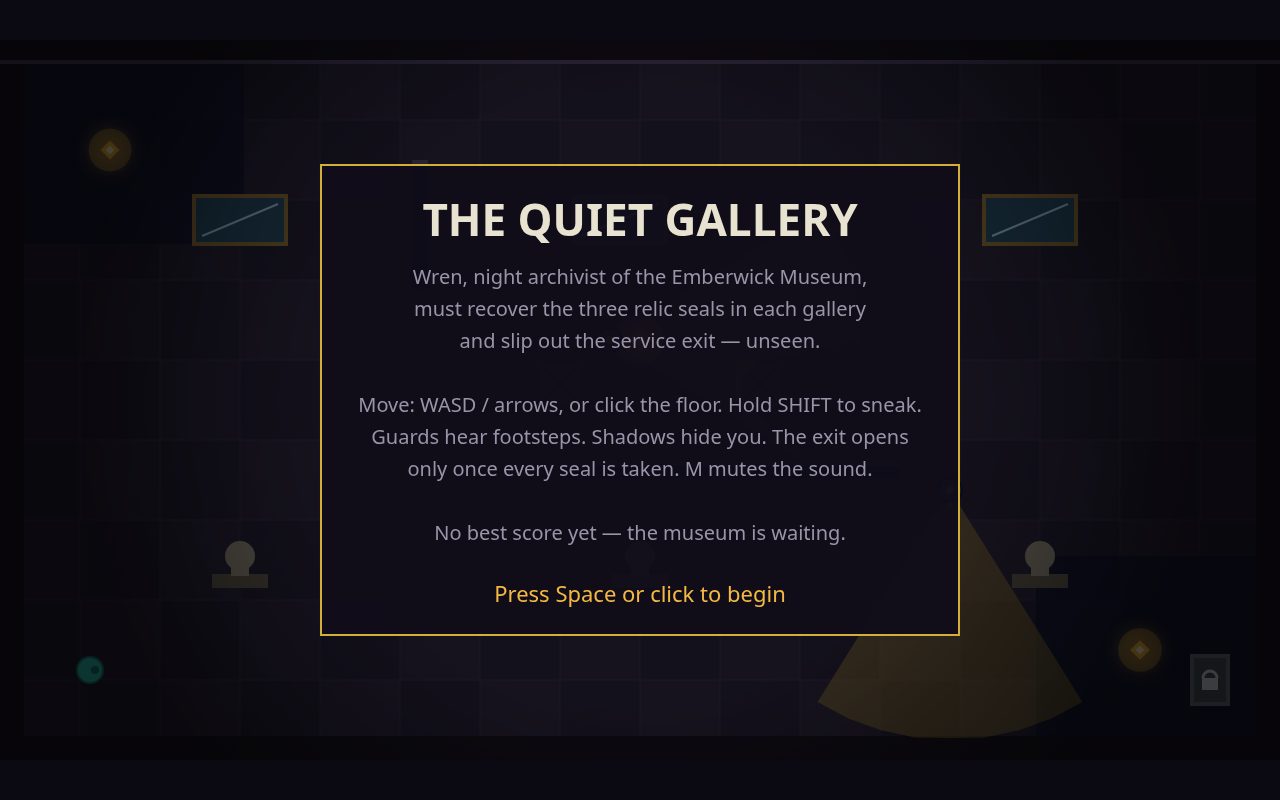 THE QUIET GALLERY
Wren, night archivist of the Emberwick Museum,
must recover the three relic seals in each gallery
and slip out the service exit — unseen.
Move: WASD / arrows, or click the floor. Hold SHIFT to sneak.
Guards hear footsteps. Shadows hide you. The exit opens
only once every seal is taken. M mutes the sound.
No best score yet — the museum is waiting.
Press Space or click to begin